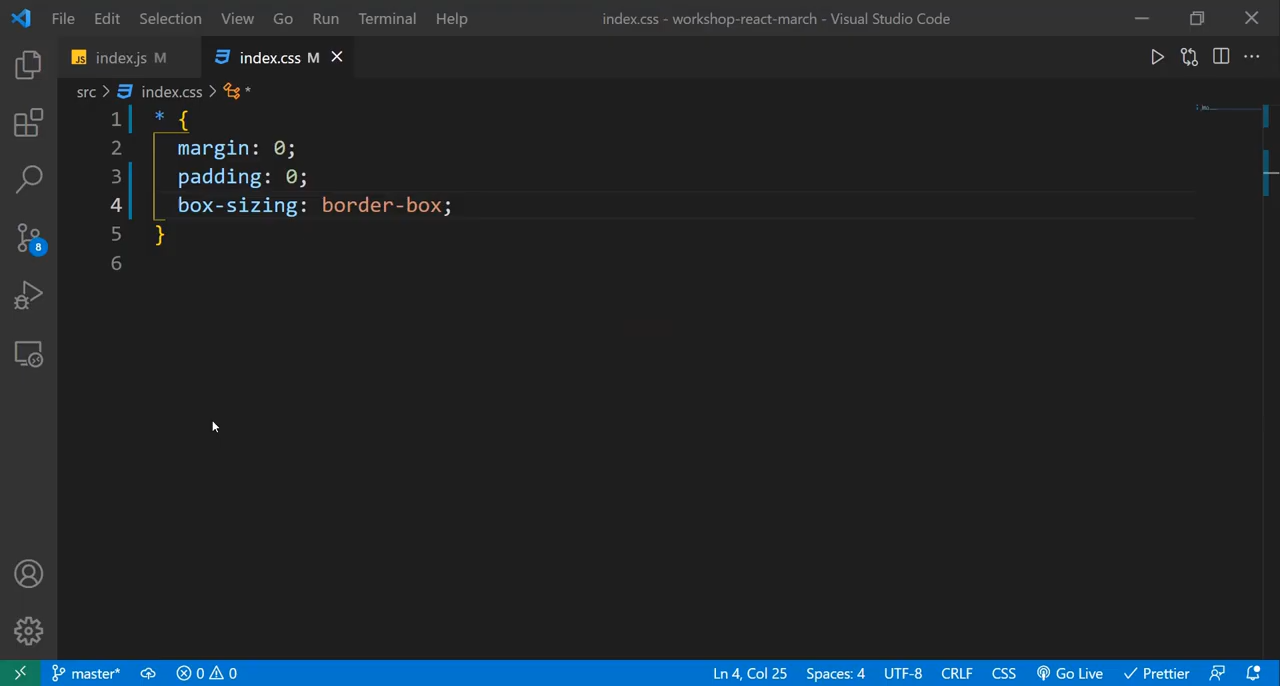 File Edit Selection View Go Run Terminal Help index.css - workshop-react-march - Visual Studio Code
JS index.js M index.css M
src > index.css > *
1 * {
2 margin: 0;
3 padding: 0;
4 box-sizing: border-box;
5 }
6
8
master* 0 0 Ln 4, Col 25 Spaces: 4 UTF-8 CRLF CSS Go Live Prettier